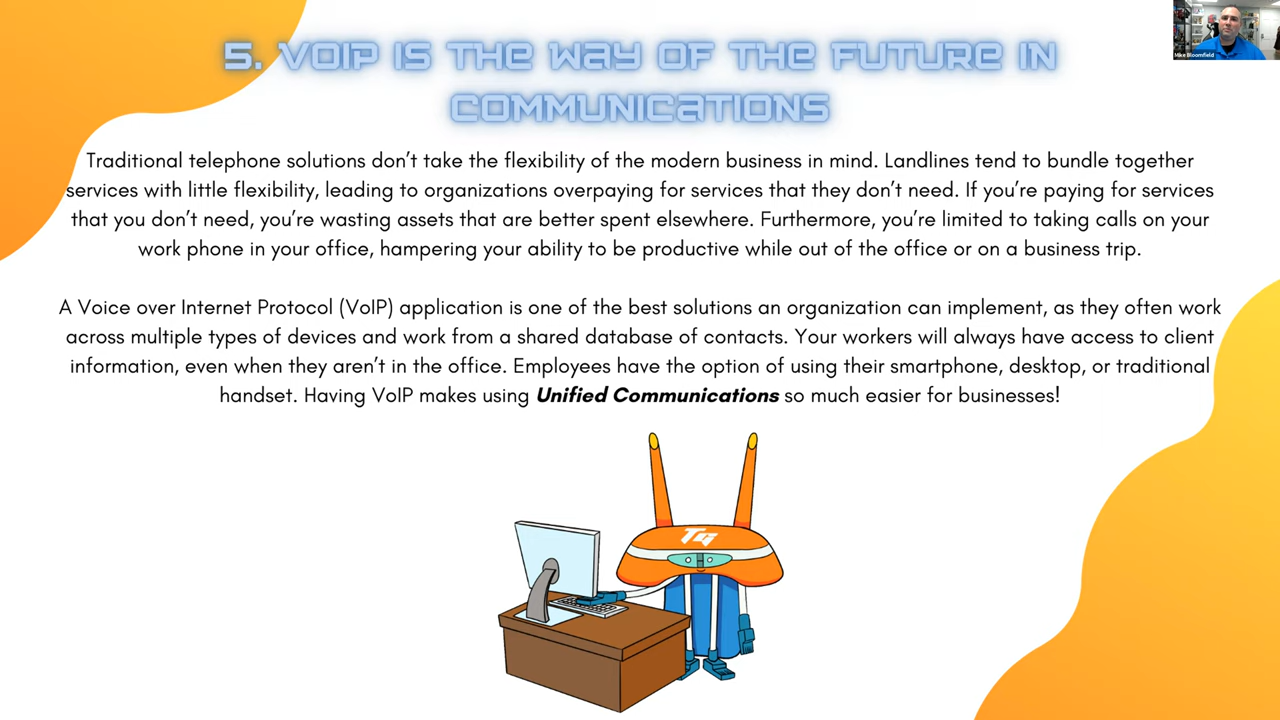 5. VOIP IS THE WAY OF THE FUTURE IN
COMMUNICATIONS
Traditional telephone solutions don't take the flexibility of the modern business in mind. Landlines tend to bundle together
services with little flexibility, leading to organizations overpaying for services that they don't need. If you're paying for services
that you don't need, you're wasting assets that are better spent elsewhere. Furthermore, you're limited to taking calls on your
work phone in your office, hampering your ability to be productive while out of the office or on a business trip.
A Voice over Internet Protocol (VoIP) application is one of the best solutions an organization can implement, as they often work
across multiple types of devices and work from a shared database of contacts. Your workers will always have access to client
information, even when they aren't in the office. Employees have the option of using their smartphone, desktop, or traditional
handset. Having VoIP makes using Unified Communications so much easier for businesses!
Mike Bloomfield
TG